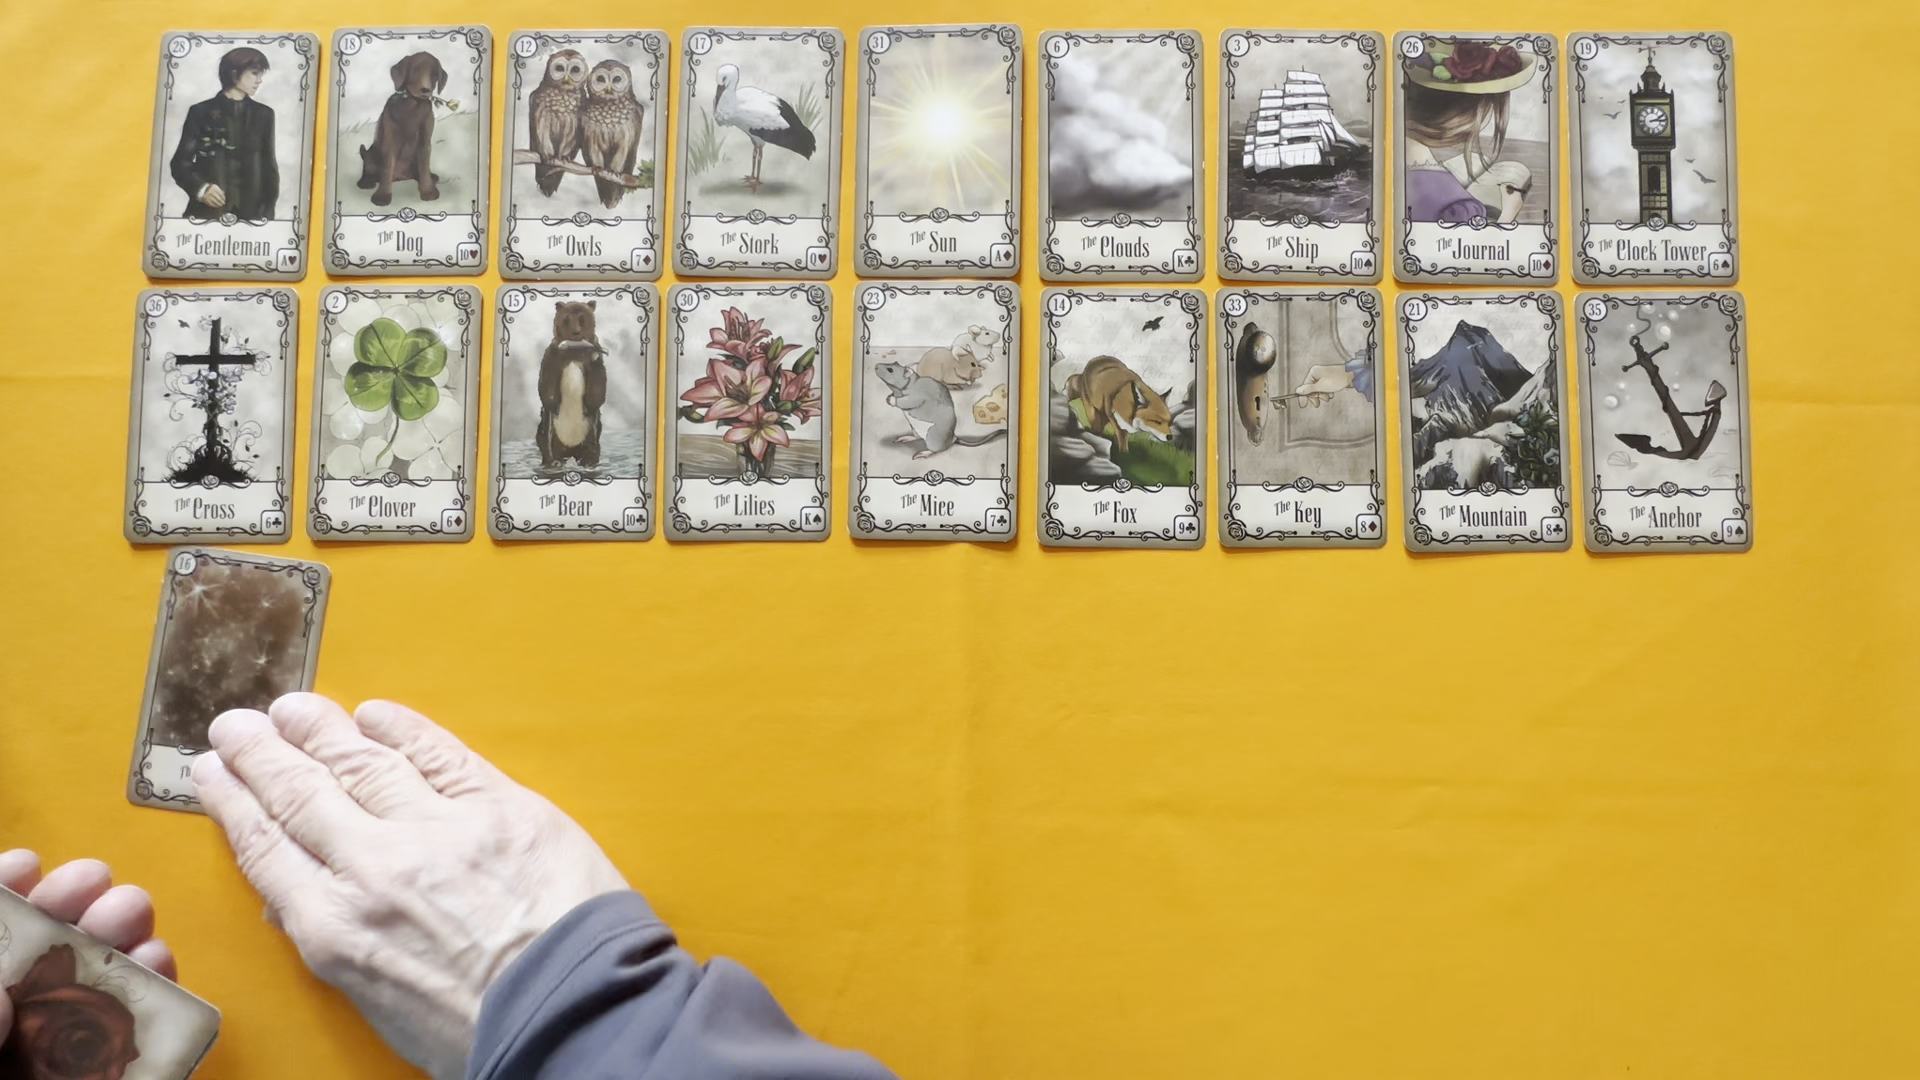 28
The Gentleman
A♥
18
The Dog
10♥
12
The Owls
7♦
17
The Stork
Q♥
31
The Sun
A♦
6
The Clouds
K♣
3
The Ship
10♠
26
The Journal
10♦
19
The Clock Tower
6♠
36
The Cross
6♣
2
The Clover
6♦
15
The Bear
10♣
30
The Lilies
K♠
23
The Mice
7♣
14
The Fox
9♣
33
The Key
8♦
21
The Mountain
8♣
35
The Anchor
9♠
16